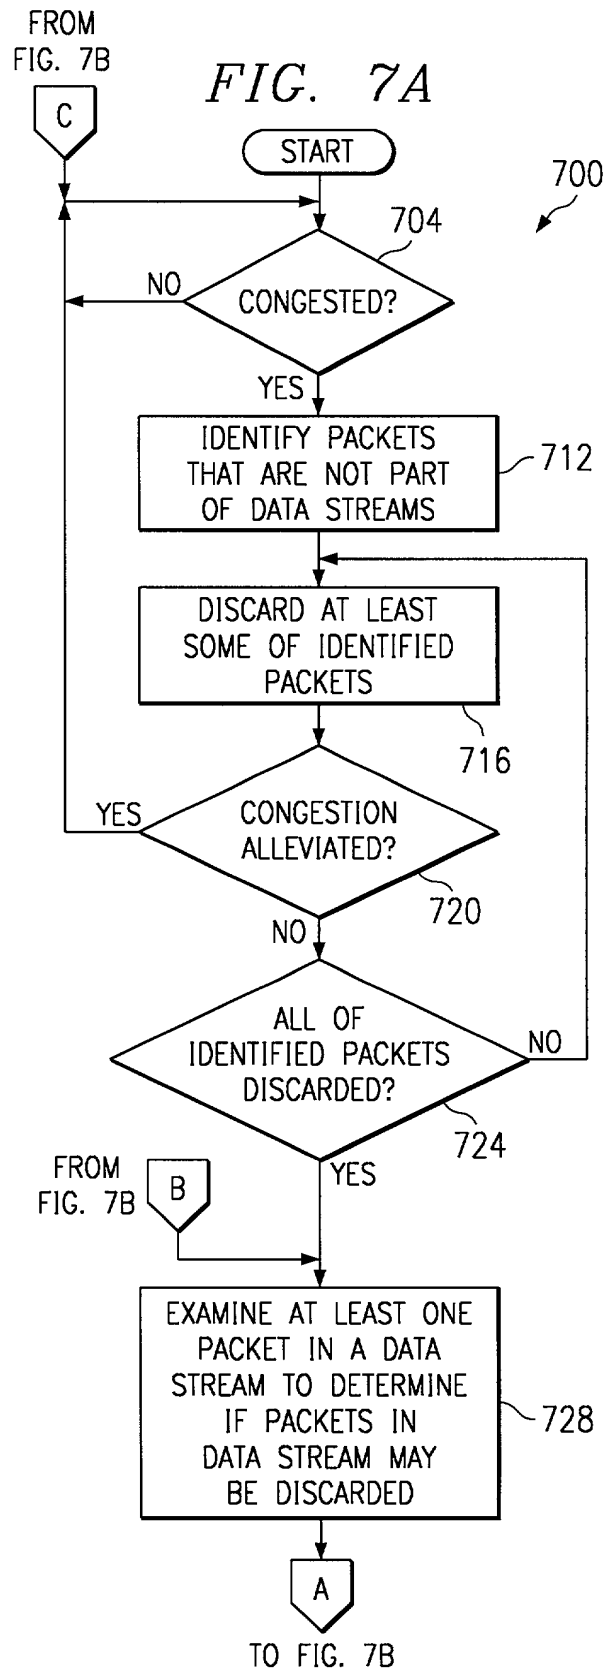 FROM
FIG. 7B
C
FIG. 7A
START
700
704
CONGESTED?
NO
YES
IDENTIFY PACKETS
THAT ARE NOT PART
OF DATA STREAMS
712
DISCARD AT LEAST
SOME OF IDENTIFIED
PACKETS
716
CONGESTION
ALLEVIATED?
YES
720
NO
ALL OF
IDENTIFIED PACKETS
DISCARDED?
NO
724
YES
FROM
FIG. 7B
B
EXAMINE AT LEAST ONE
PACKET IN A DATA
STREAM TO DETERMINE
IF PACKETS IN
DATA STREAM MAY
BE DISCARDED
728
A
TO FIG. 7B